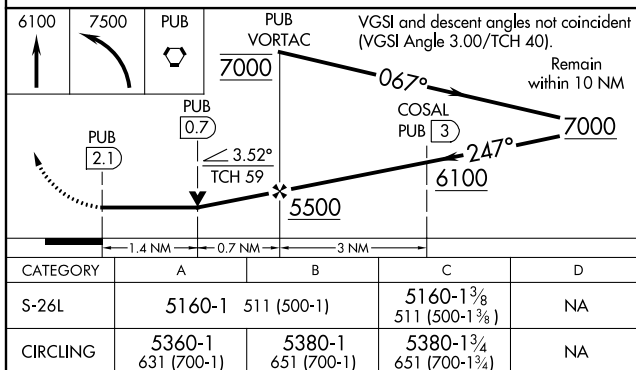 6100 7500 PUB
PUB VORTAC
7000
VGSI and descent angles not coincident
(VGSI Angle 3.00/TCH 40).
Remain
within 10 NM
067°
7000
COSAL
PUB 3
247°
6100
PUB
0.7
PUB
2.1
3.52°
TCH 59
5500
1.4 NM 0.7 NM 3 NM
CATEGORY A B C D
S-26L 5160-1 511 (500-1) 5160-1⅜ 511 (500-1⅜) NA
CIRCLING 5360-1 631 (700-1) 5380-1 651 (700-1) 5380-1¾ 651 (700-1¾) NA